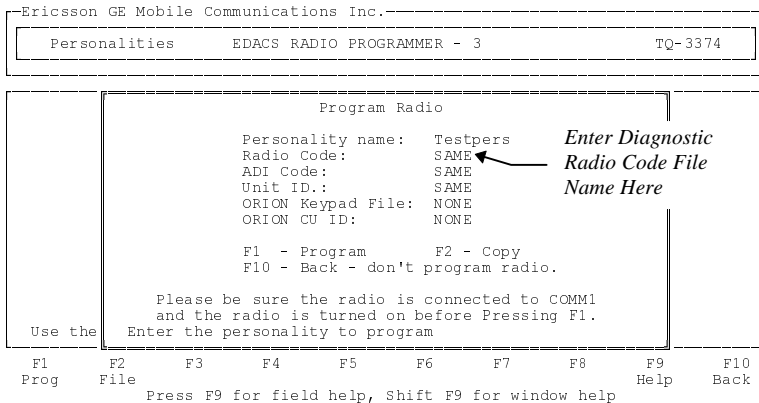 Ericsson GE Mobile Communications Inc.
Personalities EDACS RADIO PROGRAMMER - 3 TQ-3374
Program Radio
Personality name: Testpers
Radio Code: SAME
ADI Code: SAME
Unit ID.: SAME
ORION Keypad File: NONE
ORION CU ID: NONE
Enter Diagnostic
Radio Code File
Name Here
F1 - Program F2 - Copy
F10 - Back - don't program radio.
Please be sure the radio is connected to COMM1
and the radio is turned on before Pressing F1.
Use the Enter the personality to program
F1 F2 F3 F4 F5 F6 F7 F8 F9 F10
Prog File Help Back
Press F9 for field help, Shift F9 for window help